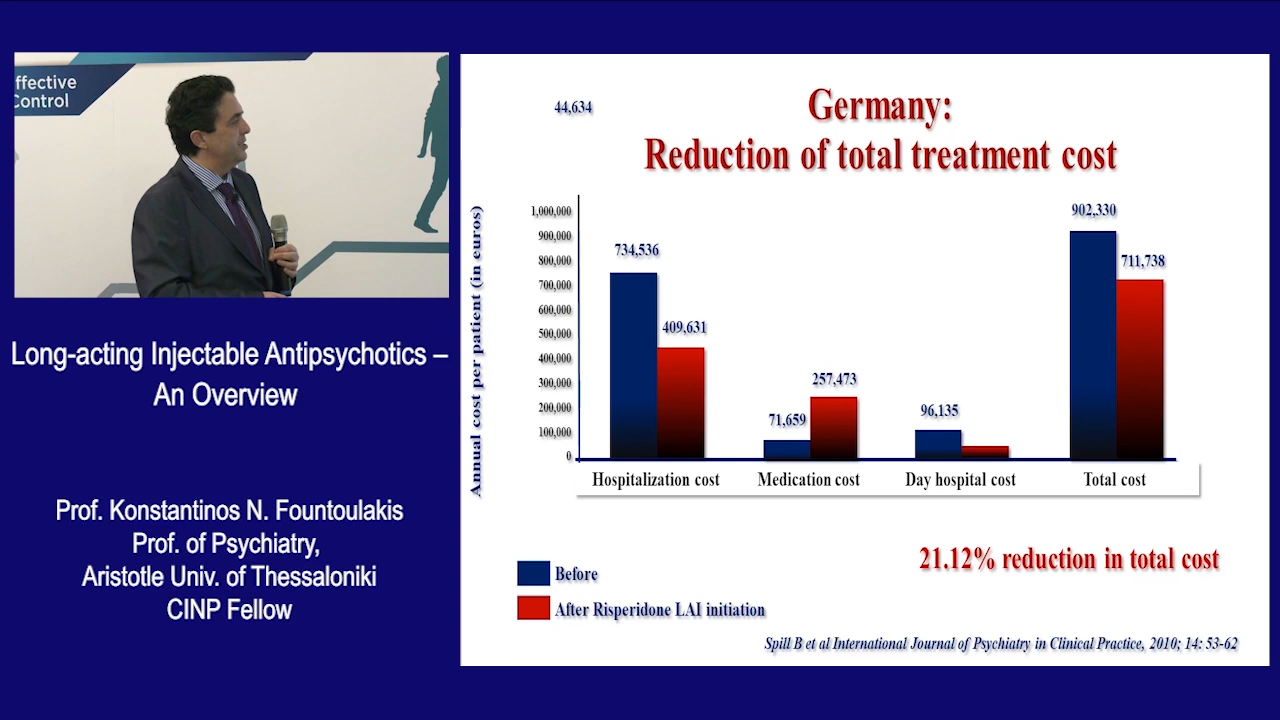 ffective
Control
Long-acting Injectable Antipsychotics –
An Overview
Prof. Konstantinos N. Fountoulakis
Prof. of Psychiatry,
Aristotle Univ. of Thessaloniki
CINP Fellow
44,634
Germany:
Reduction of total treatment cost
Annual cost per patient (in euros)
1,000,000
900,000
800,000
700,000
600,000
500,000
400,000
300,000
200,000
100,000
0
734,536
409,631
71,659
257,473
96,135
902,330
711,738
Hospitalization cost
Medication cost
Day hospital cost
Total cost
21.12% reduction in total cost
Before
After Risperidone LAI initiation
Spill B et al International Journal of Psychiatry in Clinical Practice, 2010; 14: 53-62